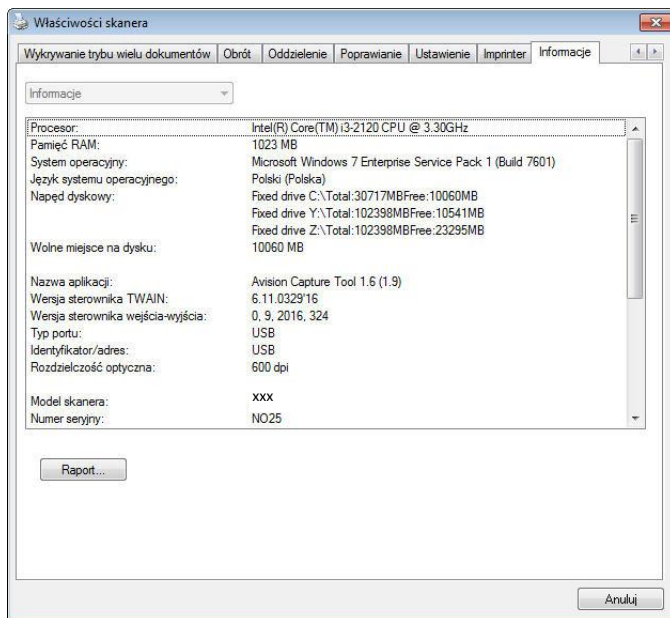 Właściwości skanera
Wykrywanie trybu wielu dokumentów Obrót Oddzielenie Poprawianie Ustawienie Imprinter Informacje
Informacje
Procesor: Intel(R) Core(TM) i3-2120 CPU @ 3.30GHz
Pamięć RAM: 1023 MB
System operacyjny: Microsoft Windows 7 Enterprise Service Pack 1 (Build 7601)
Język systemu operacyjnego: Polski (Polska)
Napęd dyskowy: Fixed drive C:\Total:30717MBFree:10060MB
Fixed drive Y:\Total:102398MBFree:10541MB
Fixed drive Z:\Total:102398MBFree:23295MB
Wolne miejsce na dysku: 10060 MB
Nazwa aplikacji: Avision Capture Tool 1.6 (1.9)
Wersja sterownika TWAIN: 6.11.0329'16
Wersja sterownika wejścia-wyjścia: 0, 9, 2016, 324
Typ portu: USB
Identyfikator/adres: USB
Rozdzielczość optyczna: 600 dpi
Model skanera: XXX
Numer seryjny: NO25
Raport...
Anuluj